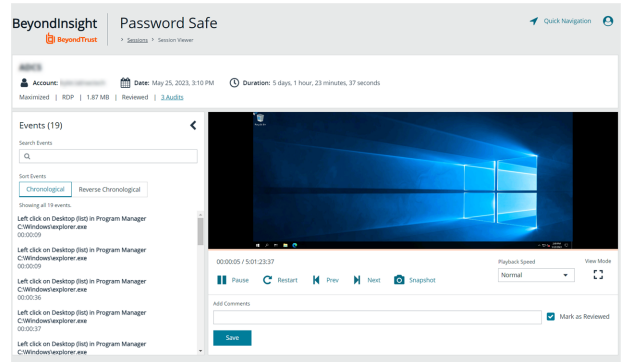 BeyondInsight
BeyondTrust
Password Safe
Sessions > Session Viewer
Quick Navigation
ADCS
Account:
Date: May 25, 2023, 3:10 PM
Duration: 5 days, 1 hour, 23 minutes, 37 seconds
Maximized | RDP | 1.87 MB | Reviewed | 3 Audits
Events (19)
Search Events
Sort Events
Chronological
Reverse Chronological
Showing all 19 events.
Left click on Desktop (list) in Program Manager
C:\Windows\explorer.exe
00:00:09
Left click on Desktop (list) in Program Manager
C:\Windows\explorer.exe
00:00:09
Left click on Desktop (list) in Program Manager
C:\Windows\explorer.exe
00:00:36
Left click on Desktop (list) in Program Manager
C:\Windows\explorer.exe
00:00:37
Left click on Desktop (list) in Program Manager
C:\Windows\explorer.exe
Recycle Bin
00:00:05 / 5:01:23:37
Pause
Restart
Prev
Next
Snapshot
Playback Speed
Normal
View Mode
Add Comments
Mark as Reviewed
Save